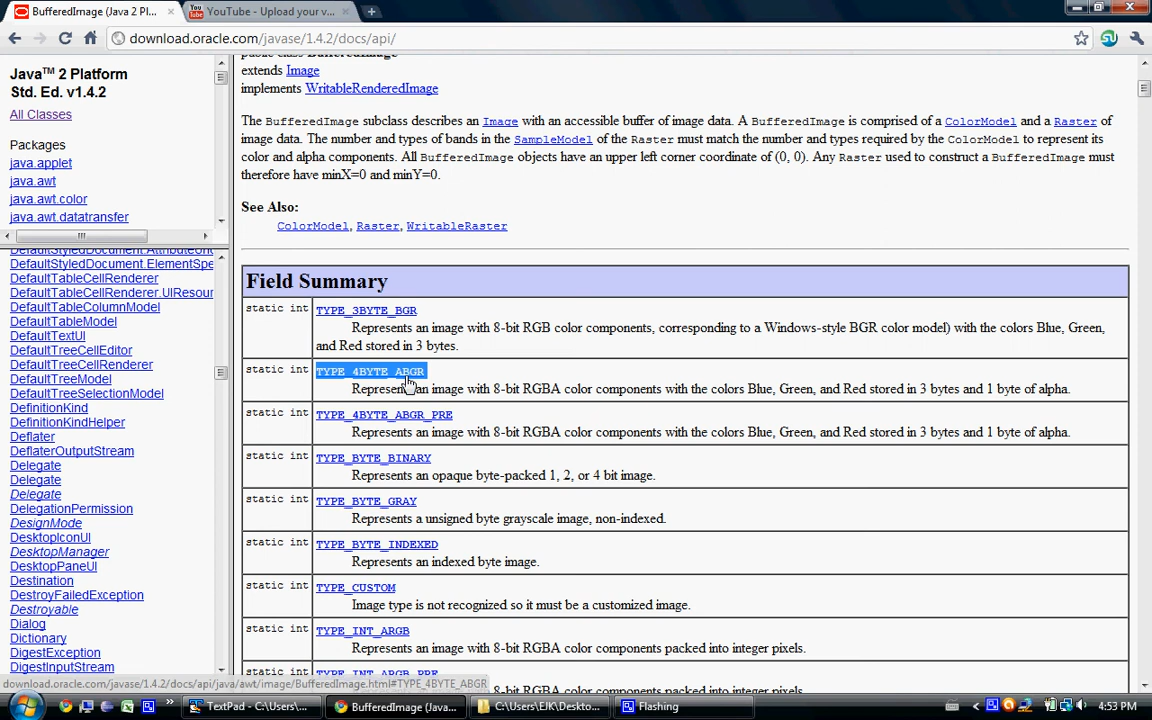 BufferedImage (Java 2 Pl...
YouTube - Upload your v...
download.oracle.com/javase/1.4.2/docs/api/
Java™ 2 Platform
Std. Ed. v1.4.2
All Classes
Packages
java.applet
java.awt
java.awt.color
java.awt.datatransfer
DefaultTableCellRenderer
DefaultTableCellRenderer.UIResour
DefaultTableColumnModel
DefaultTableModel
DefaultTextUI
DefaultTreeCellEditor
DefaultTreeCellRenderer
DefaultTreeModel
DefaultTreeSelectionModel
DefinitionKind
DefinitionKindHelper
Deflater
DeflaterOutputStream
Delegate
Delegate
Delegate
DelegationPermission
DesignMode
DesktopIconUI
DesktopManager
DesktopPaneUI
Destination
DestroyFailedException
Destroyable
Dialog
Dictionary
DigestException
DigestInputStream
extends Image
implements WritableRenderedImage
The BufferedImage subclass describes an Image with an accessible buffer of image data. A BufferedImage is comprised of a ColorModel and a Raster of
image data. The number and types of bands in the SampleModel of the Raster must match the number and types required by the ColorModel to represent its
color and alpha components. All BufferedImage objects have an upper left corner coordinate of (0, 0). Any Raster used to construct a BufferedImage must
therefore have minX=0 and minY=0.
See Also:
ColorModel, Raster, WritableRaster
Field Summary
static int TYPE_3BYTE_BGR
Represents an image with 8-bit RGB color components, corresponding to a Windows-style BGR color model) with the colors Blue, Green,
and Red stored in 3 bytes.
static int TYPE_4BYTE_ABGR
Represents an image with 8-bit RGBA color components with the colors Blue, Green, and Red stored in 3 bytes and 1 byte of alpha.
static int TYPE_4BYTE_ABGR_PRE
Represents an image with 8-bit RGBA color components with the colors Blue, Green, and Red stored in 3 bytes and 1 byte of alpha.
static int TYPE_BYTE_BINARY
Represents an opaque byte-packed 1, 2, or 4 bit image.
static int TYPE_BYTE_GRAY
Represents a unsigned byte grayscale image, non-indexed.
static int TYPE_BYTE_INDEXED
Represents an indexed byte image.
static int TYPE_CUSTOM
Image type is not recognized so it must be a customized image.
static int TYPE_INT_ARGB
Represents an image with 8-bit RGBA color components packed into integer pixels.
static int TYPE_INT_ARGB_PRE
8-bit RGBA color components packed into integer pixels.
download.oracle.com/javase/1.4.2/docs/api/java/awt/image/BufferedImage.html#TYPE_4BYTE_ABGR
TextPad - C:\Users\...
BufferedImage (Java...
C:\Users\EJK\Deskto...
Flashing
4:53 PM